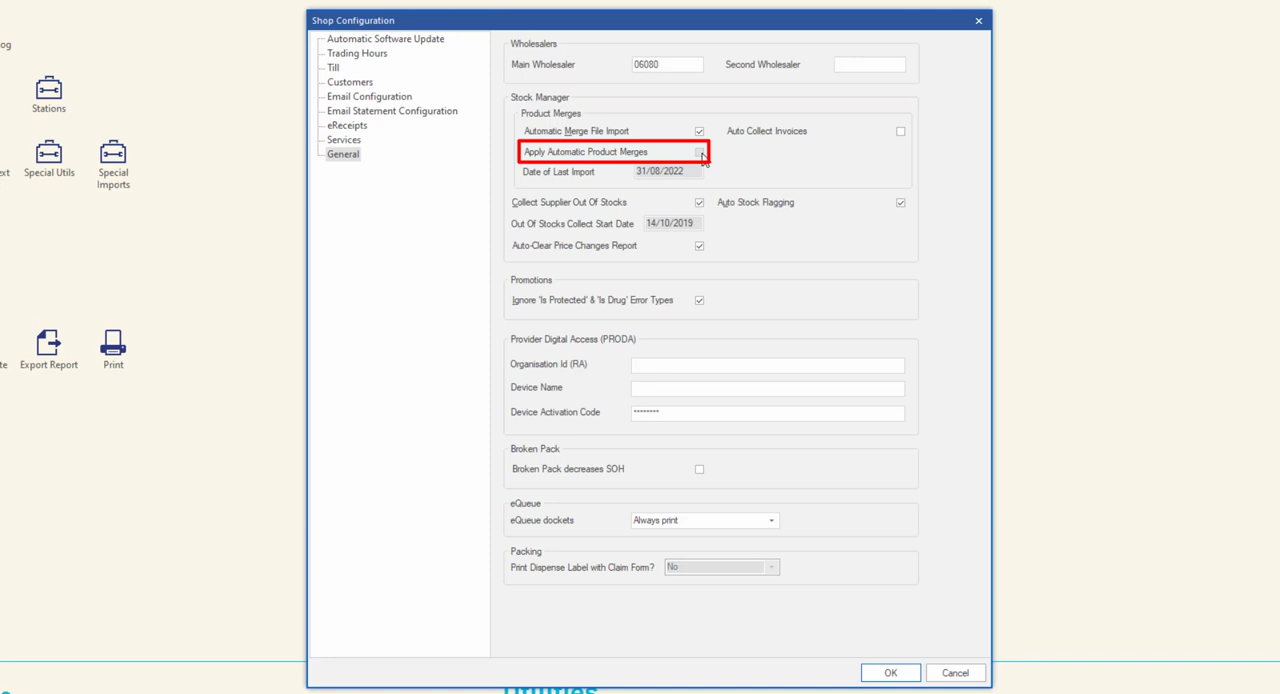 Shop Configuration
og
Stations
xt Special Utils Special
Imports
te Export Report Print
Automatic Software Update
Trading Hours
Till
Customers
Email Configuration
Email Statement Configuration
eReceipts
Services
General
Wholesalers
Main Wholesaler 06080 Second Wholesaler
Stock Manager
Product Merges
Automatic Merge File Import Auto Collect Invoices
Apply Automatic Product Merges
Date of Last Import 31/08/2022
Collect Supplier Out Of Stocks Auto Stock Flagging
Out Of Stocks Collect Start Date 14/10/2019
Auto-Clear Price Changes Report
Promotions
Ignore 'Is Protected' & 'Is Drug' Error Types
Provider Digital Access (PRODA)
Organisation Id (RA)
Device Name
Device Activation Code ********
Broken Pack
Broken Pack decreases SOH
eQueue
eQueue dockets Always print
Packing
Print Dispense Label with Claim Form? No
OK Cancel
Utilities